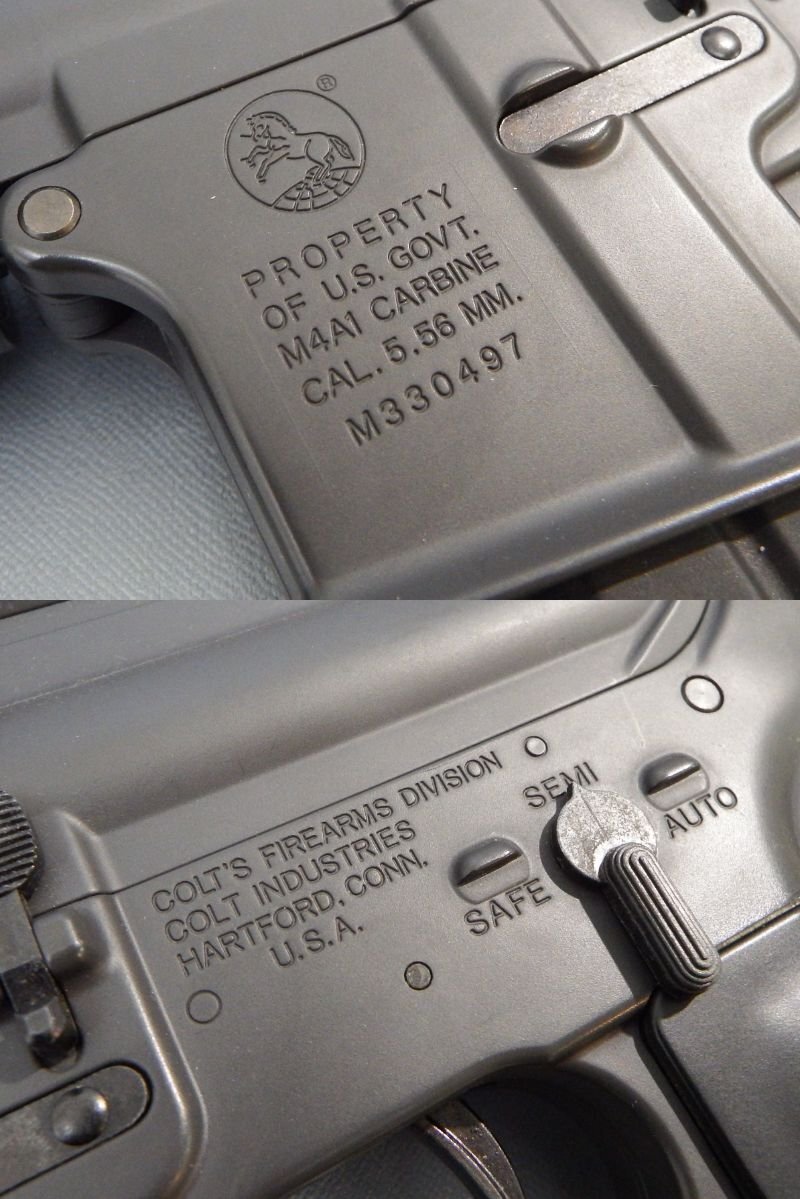 ®
PROPERTY
OF U.S. GOVT.
M4A1 CARBINE
CAL. 5.56 MM.
M330497
COLT'S FIREARMS DIVISION
COLT INDUSTRIES
HARTFORD, CONN.
U.S.A.
SAFE
SEMI
AUTO